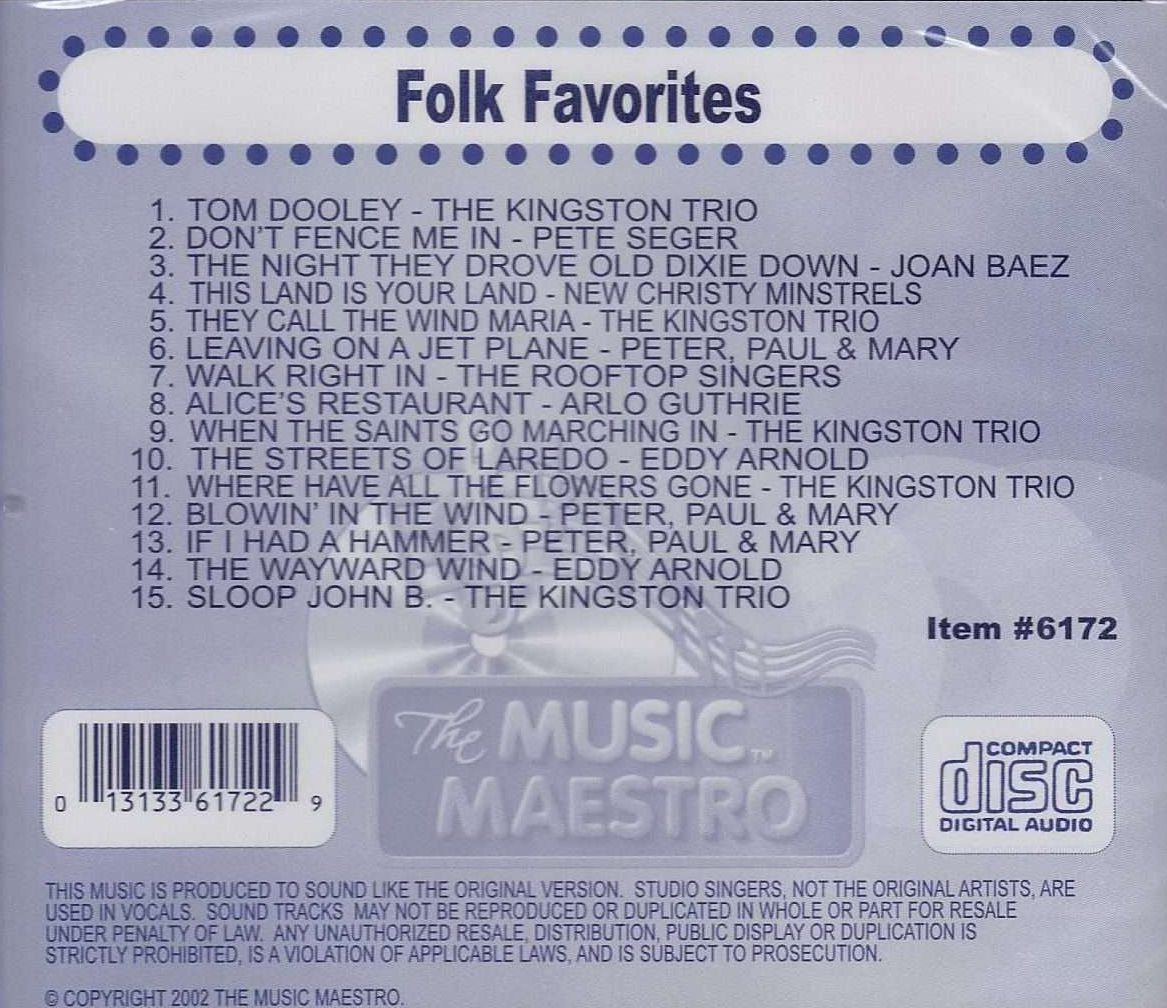 Folk Favorites
1. TOM DOOLEY - THE KINGSTON TRIO
2. DON'T FENCE ME IN - PETE SEGER
3. THE NIGHT THEY DROVE OLD DIXIE DOWN - JOAN BAEZ
4. THIS LAND IS YOUR LAND - NEW CHRISTY MINSTRELS
5. THEY CALL THE WIND MARIA - THE KINGSTON TRIO
6. LEAVING ON A JET PLANE - PETER, PAUL & MARY
7. WALK RIGHT IN - THE ROOFTOP SINGERS
8. ALICE'S RESTAURANT - ARLO GUTHRIE
9. WHEN THE SAINTS GO MARCHING IN - THE KINGSTON TRIO
10. THE STREETS OF LAREDO - EDDY ARNOLD
11. WHERE HAVE ALL THE FLOWERS GONE - THE KINGSTON TRIO
12. BLOWIN' IN THE WIND - PETER, PAUL & MARY
13. IF I HAD A HAMMER - PETER, PAUL & MARY
14. THE WAYWARD WIND - EDDY ARNOLD
15. SLOOP JOHN B. - THE KINGSTON TRIO
Item #6172
The MUSIC TM
MAESTRO
0 13133 61722 9
COMPACT
disc
DIGITAL AUDIO
THIS MUSIC IS PRODUCED TO SOUND LIKE THE ORIGINAL VERSION. STUDIO SINGERS, NOT THE ORIGINAL ARTISTS, ARE
USED IN VOCALS. SOUND TRACKS MAY NOT BE REPRODUCED OR DUPLICATED IN WHOLE OR PART FOR RESALE
UNDER PENALTY OF LAW. ANY UNAUTHORIZED RESALE, DISTRIBUTION, PUBLIC DISPLAY OR DUPLICATION IS
STRICTLY PROHIBITED, IS A VIOLATION OF APPLICABLE LAWS, AND IS SUBJECT TO PROSECUTION.
© COPYRIGHT 2002 THE MUSIC MAESTRO.